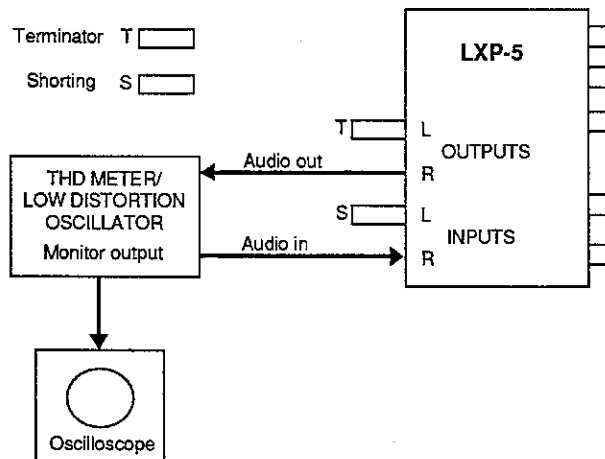 Terminator T
Shorting S
LXP-5
T
L
OUTPUTS
R
S
L
INPUTS
R
Audio out
THD METER/
LOW DISTORTION
OSCILLATOR
Monitor output
Audio in
Oscilloscope